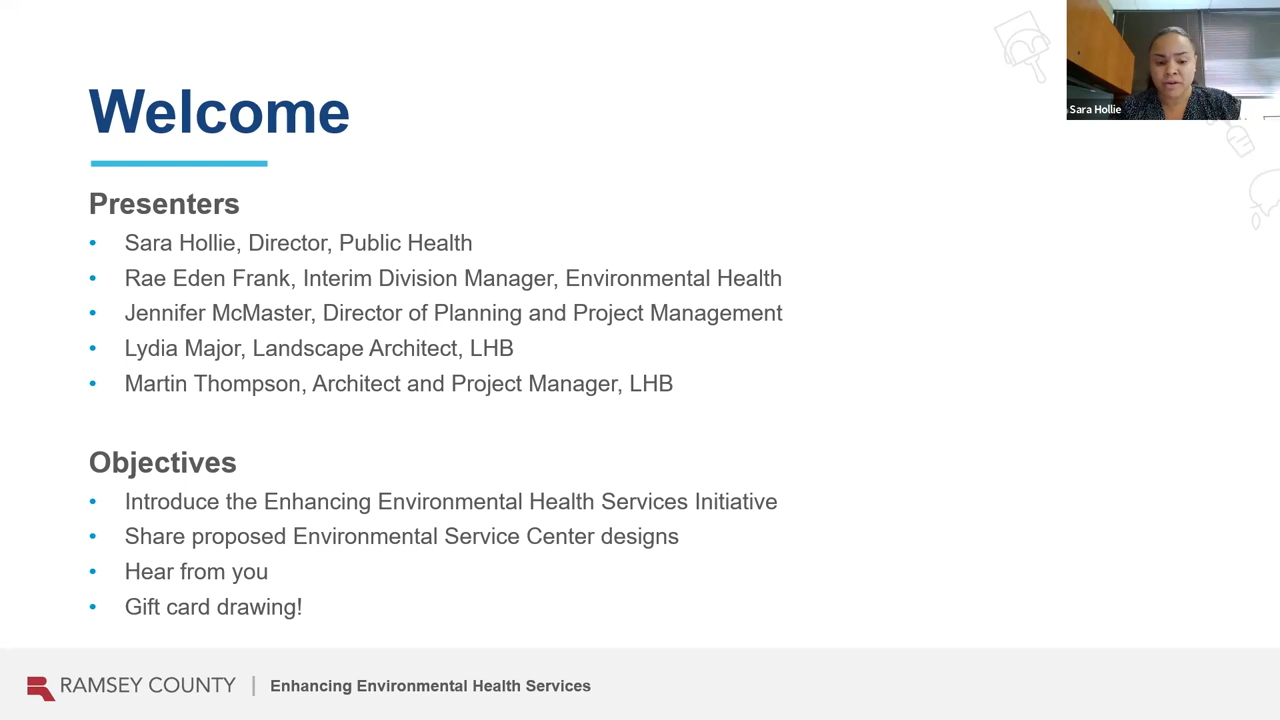 Welcome
Sara Hollie
Presenters
• Sara Hollie, Director, Public Health
• Rae Eden Frank, Interim Division Manager, Environmental Health
• Jennifer McMaster, Director of Planning and Project Management
• Lydia Major, Landscape Architect, LHB
• Martin Thompson, Architect and Project Manager, LHB
Objectives
• Introduce the Enhancing Environmental Health Services Initiative
• Share proposed Environmental Service Center designs
• Hear from you
• Gift card drawing!
RAMSEY COUNTY | Enhancing Environmental Health Services